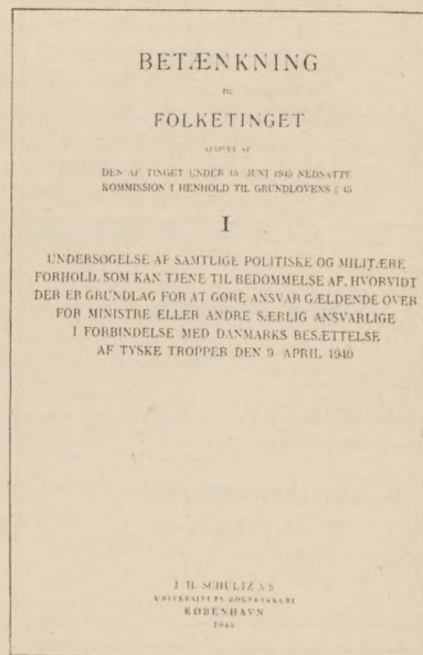 BETÆNKNING
TIL
FOLKETINGET
AFGIVET AF
DEN AF TINGET UNDER 15 JUNI 1945 NEDSATTE
KOMMISSION I HENHOLD TIL GRUNDLOVENS § 45
I
UNDERSØGELSE AF SAMTLIGE POLITISKE OG MILITÆRE
FORHOLD, SOM KAN TJENE TIL BEDØMMELSE AF, HVORVIDT
DER ER GRUNDLAG FOR AT GØRE ANSVAR GÆLDENDE OVER
FOR MINISTRE ELLER ANDRE SÆRLIG ANSVARLIGE
I FORBINDELSE MED DANMARKS BESÆTTELSE
AF TYSKE TROPPER DEN 9. APRIL 1940
J. H. SCHULTZ A/S
UNIVERSITETS-BOGTRYKKERI
KØBENHAVN
1945